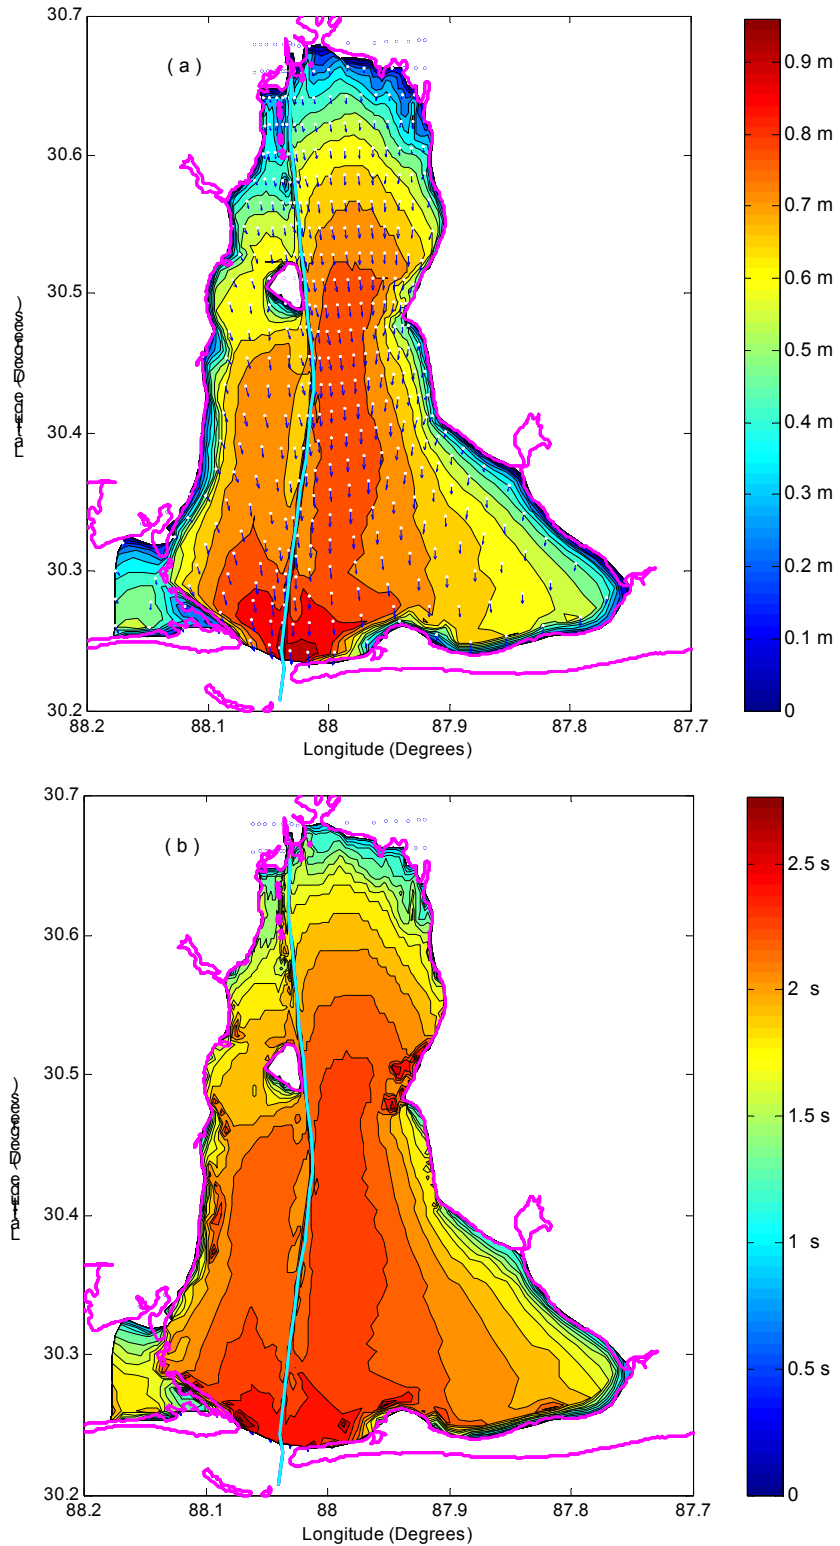 30.7
( a )
0.9 m
0.8 m
30.6
0.7 m
0.6 m
30.5
0.5 m
Latitude (Degrees)
0.4 m
30.4
0.3 m
0.2 m
30.3
0.1 m
30.2
0
88.2 88.1 88 87.9 87.8 87.7
Longitude (Degrees)
30.7
( b )
2.5 s
30.6
2 s
30.5
1.5 s
Latitude (Degrees)
30.4
1 s
30.3
0.5 s
30.2
0
88.2 88.1 88 87.9 87.8 87.7
Longitude (Degrees)